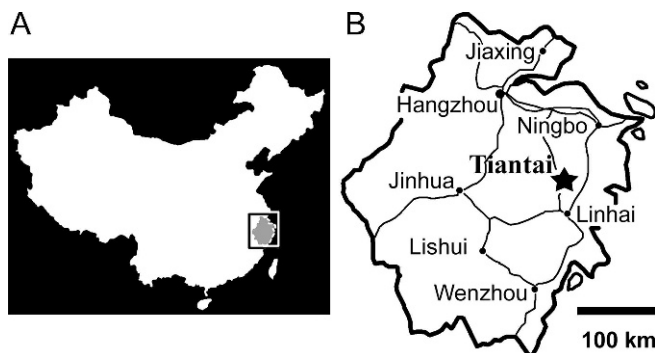 A
B
Jiaxing
Hangzhou
Ningbo
Tiantai
Jinhua
Linhai
Lishui
Wenzhou
100 km